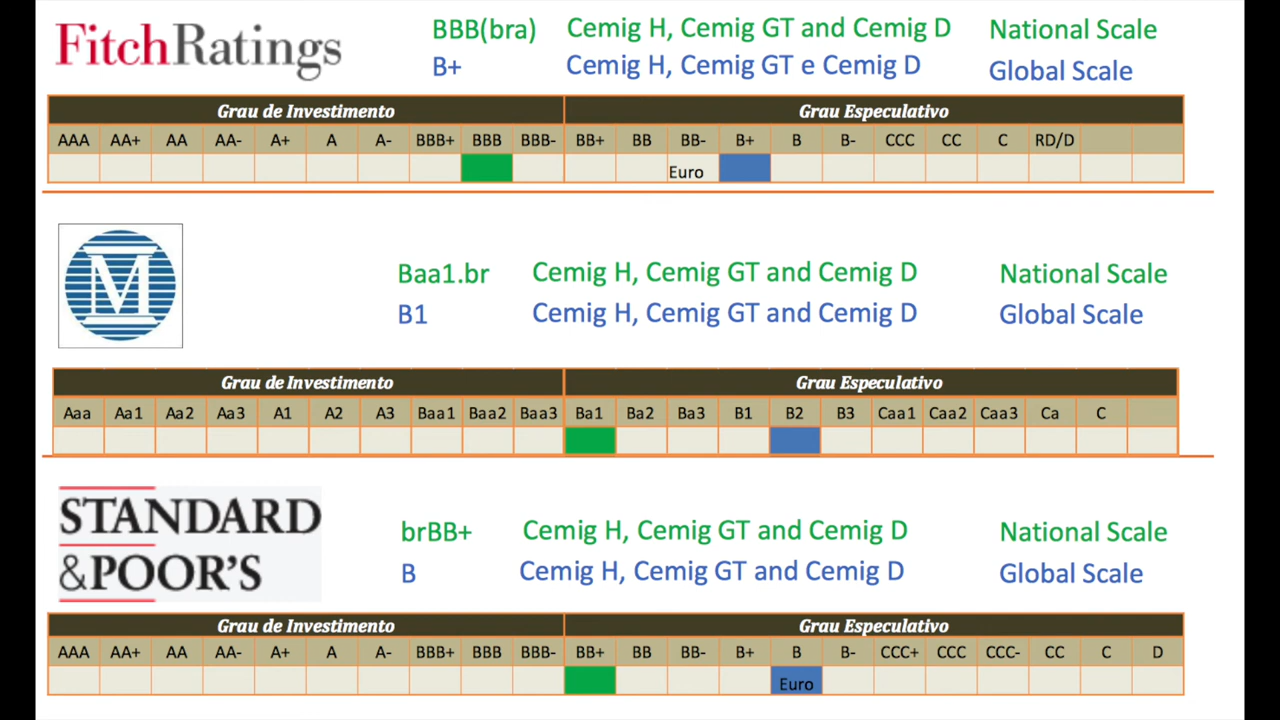 FitchRatings
BBB(bra) Cemig H, Cemig GT and Cemig D National Scale
B+ Cemig H, Cemig GT e Cemig D Global Scale
Grau de Investimento Grau Especulativo
AAA AA+ AA AA- A+ A A- BBB+ BBB BBB- BB+ BB BB- B+ B B- CCC CC C RD/D
Euro
M
Baa1.br Cemig H, Cemig GT and Cemig D National Scale
B1 Cemig H, Cemig GT and Cemig D Global Scale
Grau de Investimento Grau Especulativo
Aaa Aa1 Aa2 Aa3 A1 A2 A3 Baa1 Baa2 Baa3 Ba1 Ba2 Ba3 B1 B2 B3 Caa1 Caa2 Caa3 Ca C
STANDARD
&POOR'S
brBB+ Cemig H, Cemig GT and Cemig D National Scale
B Cemig H, Cemig GT and Cemig D Global Scale
Grau de Investimento Grau Especulativo
AAA AA+ AA AA- A+ A A- BBB+ BBB BBB- BB+ BB BB- B+ B B- CCC+ CCC CCC- CC C D
Euro